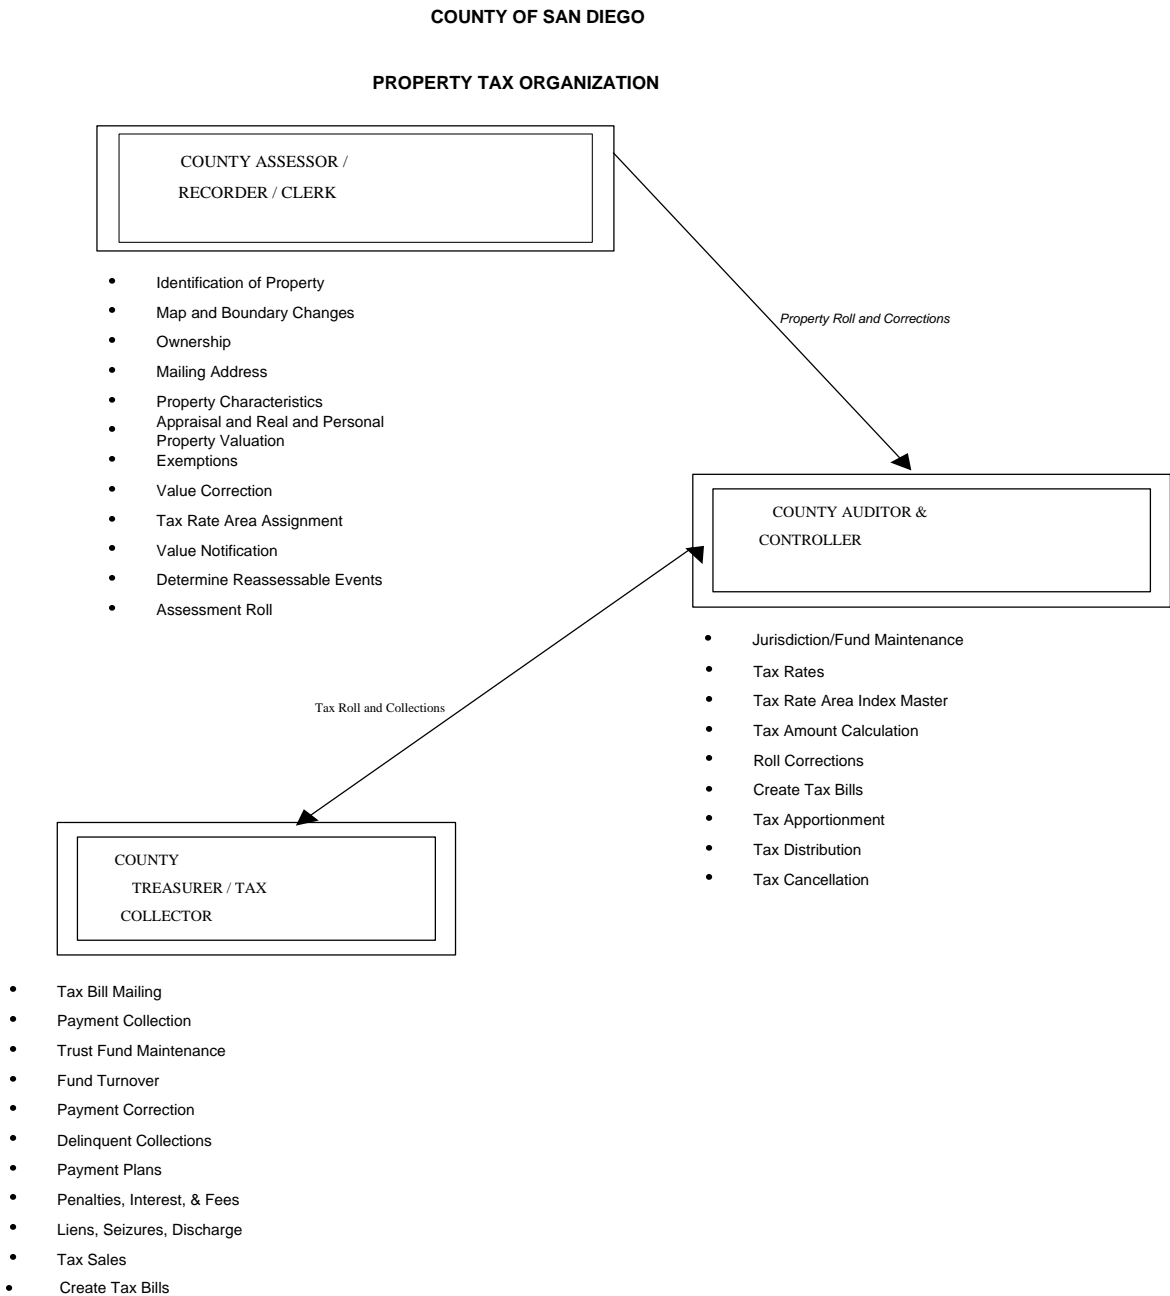 COUNTY OF SAN DIEGO
PROPERTY TAX ORGANIZATION
COUNTY ASSESSOR /
RECORDER / CLERK
• Identification of Property
• Map and Boundary Changes
• Ownership
• Mailing Address
• Property Characteristics
• Appraisal and Real and Personal
Property Valuation
• Exemptions
• Value Correction
• Tax Rate Area Assignment
• Value Notification
• Determine Reassessable Events
• Assessment Roll
Property Roll and Corrections
COUNTY AUDITOR &
CONTROLLER
• Jurisdiction/Fund Maintenance
• Tax Rates
• Tax Rate Area Index Master
• Tax Amount Calculation
• Roll Corrections
• Create Tax Bills
• Tax Apportionment
• Tax Distribution
• Tax Cancellation
Tax Roll and Collections
COUNTY
TREASURER / TAX
COLLECTOR
• Tax Bill Mailing
• Payment Collection
• Trust Fund Maintenance
• Fund Turnover
• Payment Correction
• Delinquent Collections
• Payment Plans
• Penalties, Interest, & Fees
• Liens, Seizures, Discharge
• Tax Sales
• Create Tax Bills